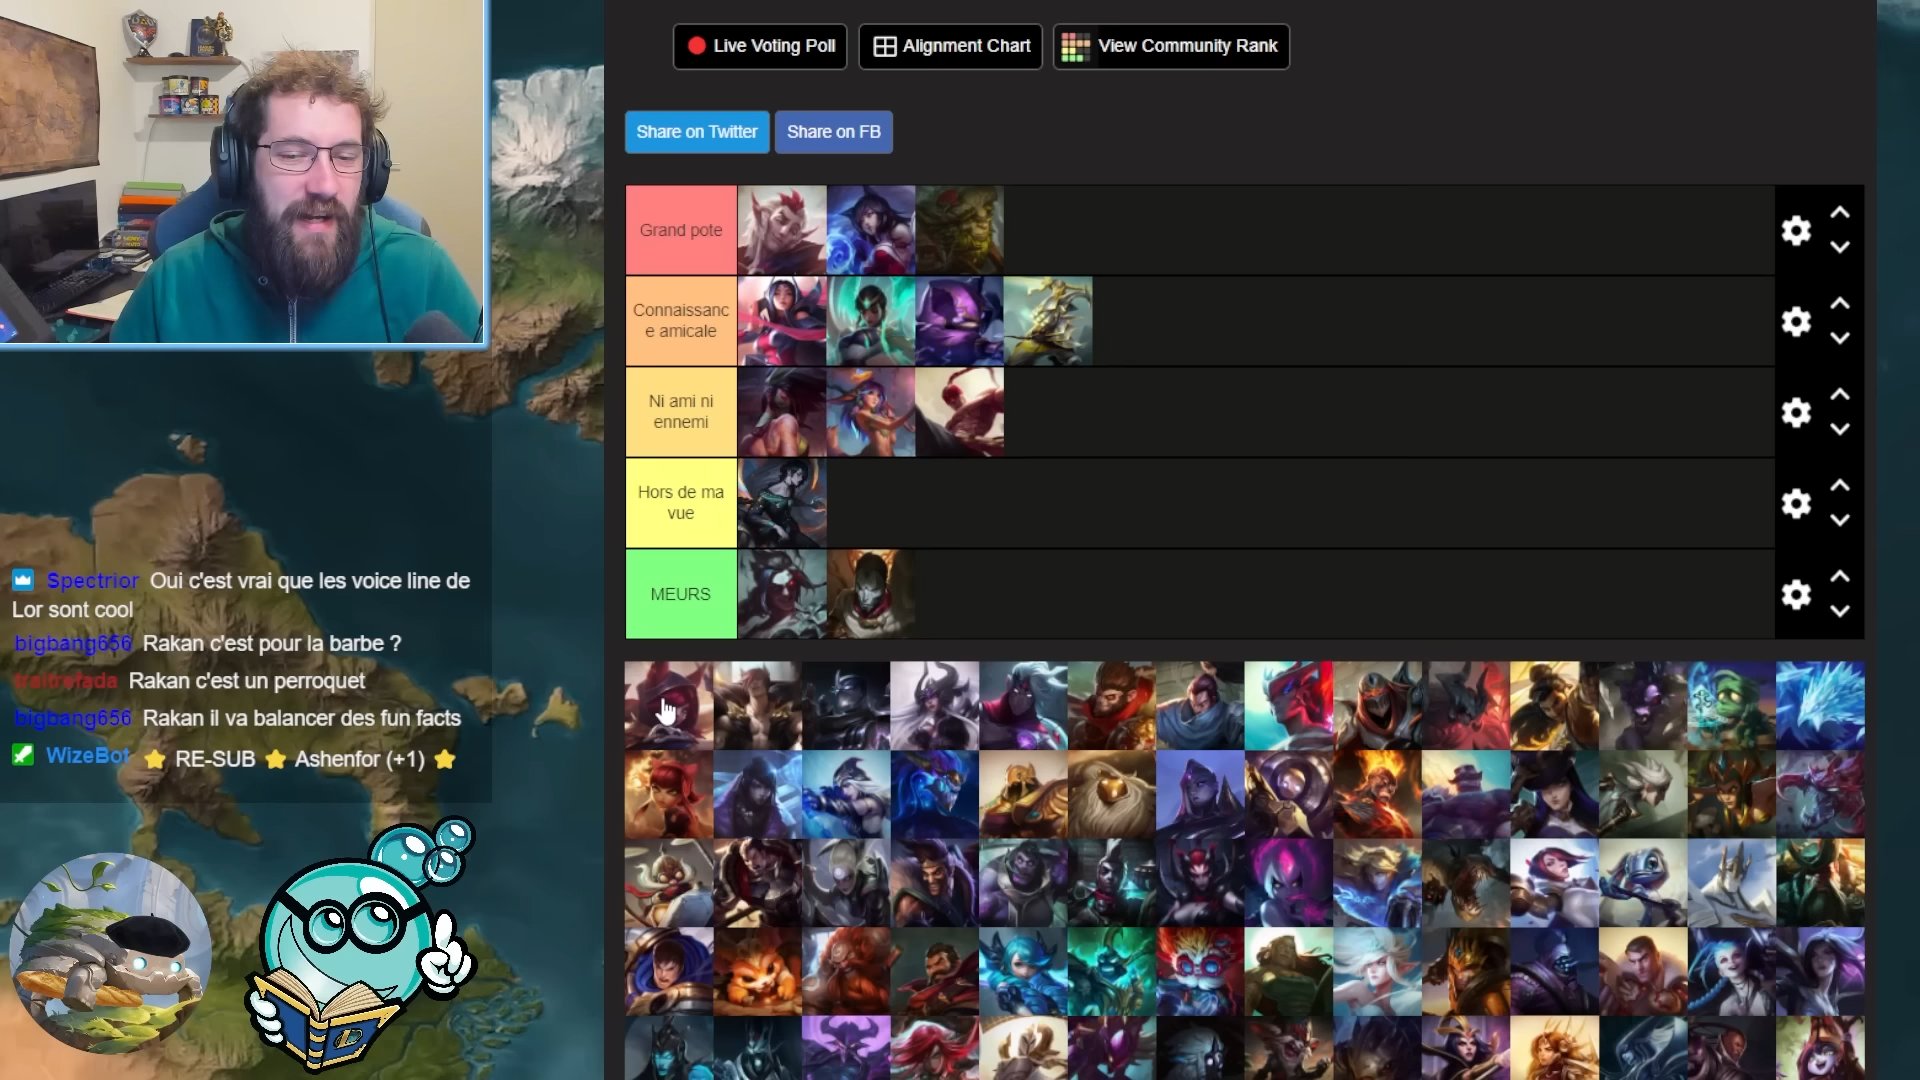 Live Voting Poll
Alignment Chart
View Community Rank
Share on Twitter
Share on FB
Grand pote
Connaissanc
e amicale
Ni ami ni
ennemi
Hors de ma
vue
MEURS
Spectrior Oui c'est vrai que les voice line de
Lor sont cool
bigbang656 Rakan c'est pour la barbe ?
traitrefada Rakan c'est un perroquet
bigbang656 Rakan il va balancer des fun facts
WizeBot ⭐ RE-SUB ⭐ Ashenfor (+1) ⭐